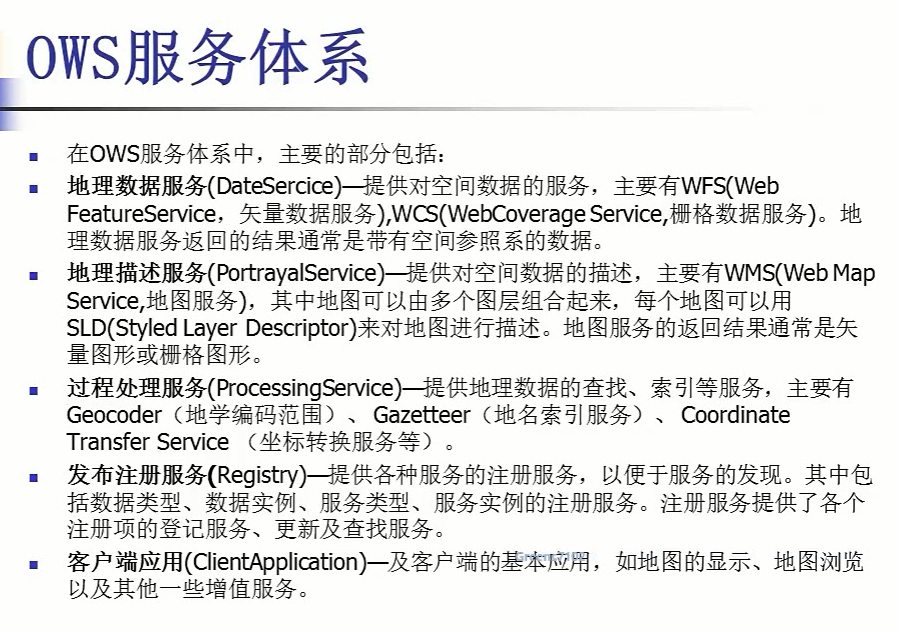 OWS服务体系
在OWS服务体系中，主要的部分包括：
地理数据服务(DateSercice)—提供对空间数据的服务，主要有WFS(Web
FeatureService，矢量数据服务),WCS(WebCoverage Service,栅格数据服务)。地
理数据服务返回的结果通常是带有空间参照系的数据。
地理描述服务(PortrayalService)—提供对空间数据的描述，主要有WMS(Web Map
Service,地图服务)，其中地图可以由多个图层组合起来，每个地图可以用
SLD(Styled Layer Descriptor)来对地图进行描述。地图服务的返回结果通常是矢
量图形或栅格图形。
过程处理服务(ProcessingService)—提供地理数据的查找、索引等服务，主要有
Geocoder（地学编码范围）、 Gazetteer（地名索引服务）、 Coordinate
Transfer Service （坐标转换服务等）。
发布注册服务(Registry)—提供各种服务的注册服务，以便于服务的发现。其中包
括数据类型、数据实例、服务类型、服务实例的注册服务。注册服务提供了各个
注册项的登记服务、更新及查找服务。
客户端应用(ClientApplication)—及客户端的基本应用，如地图的显示、地图浏览
以及其他一些增值服务。